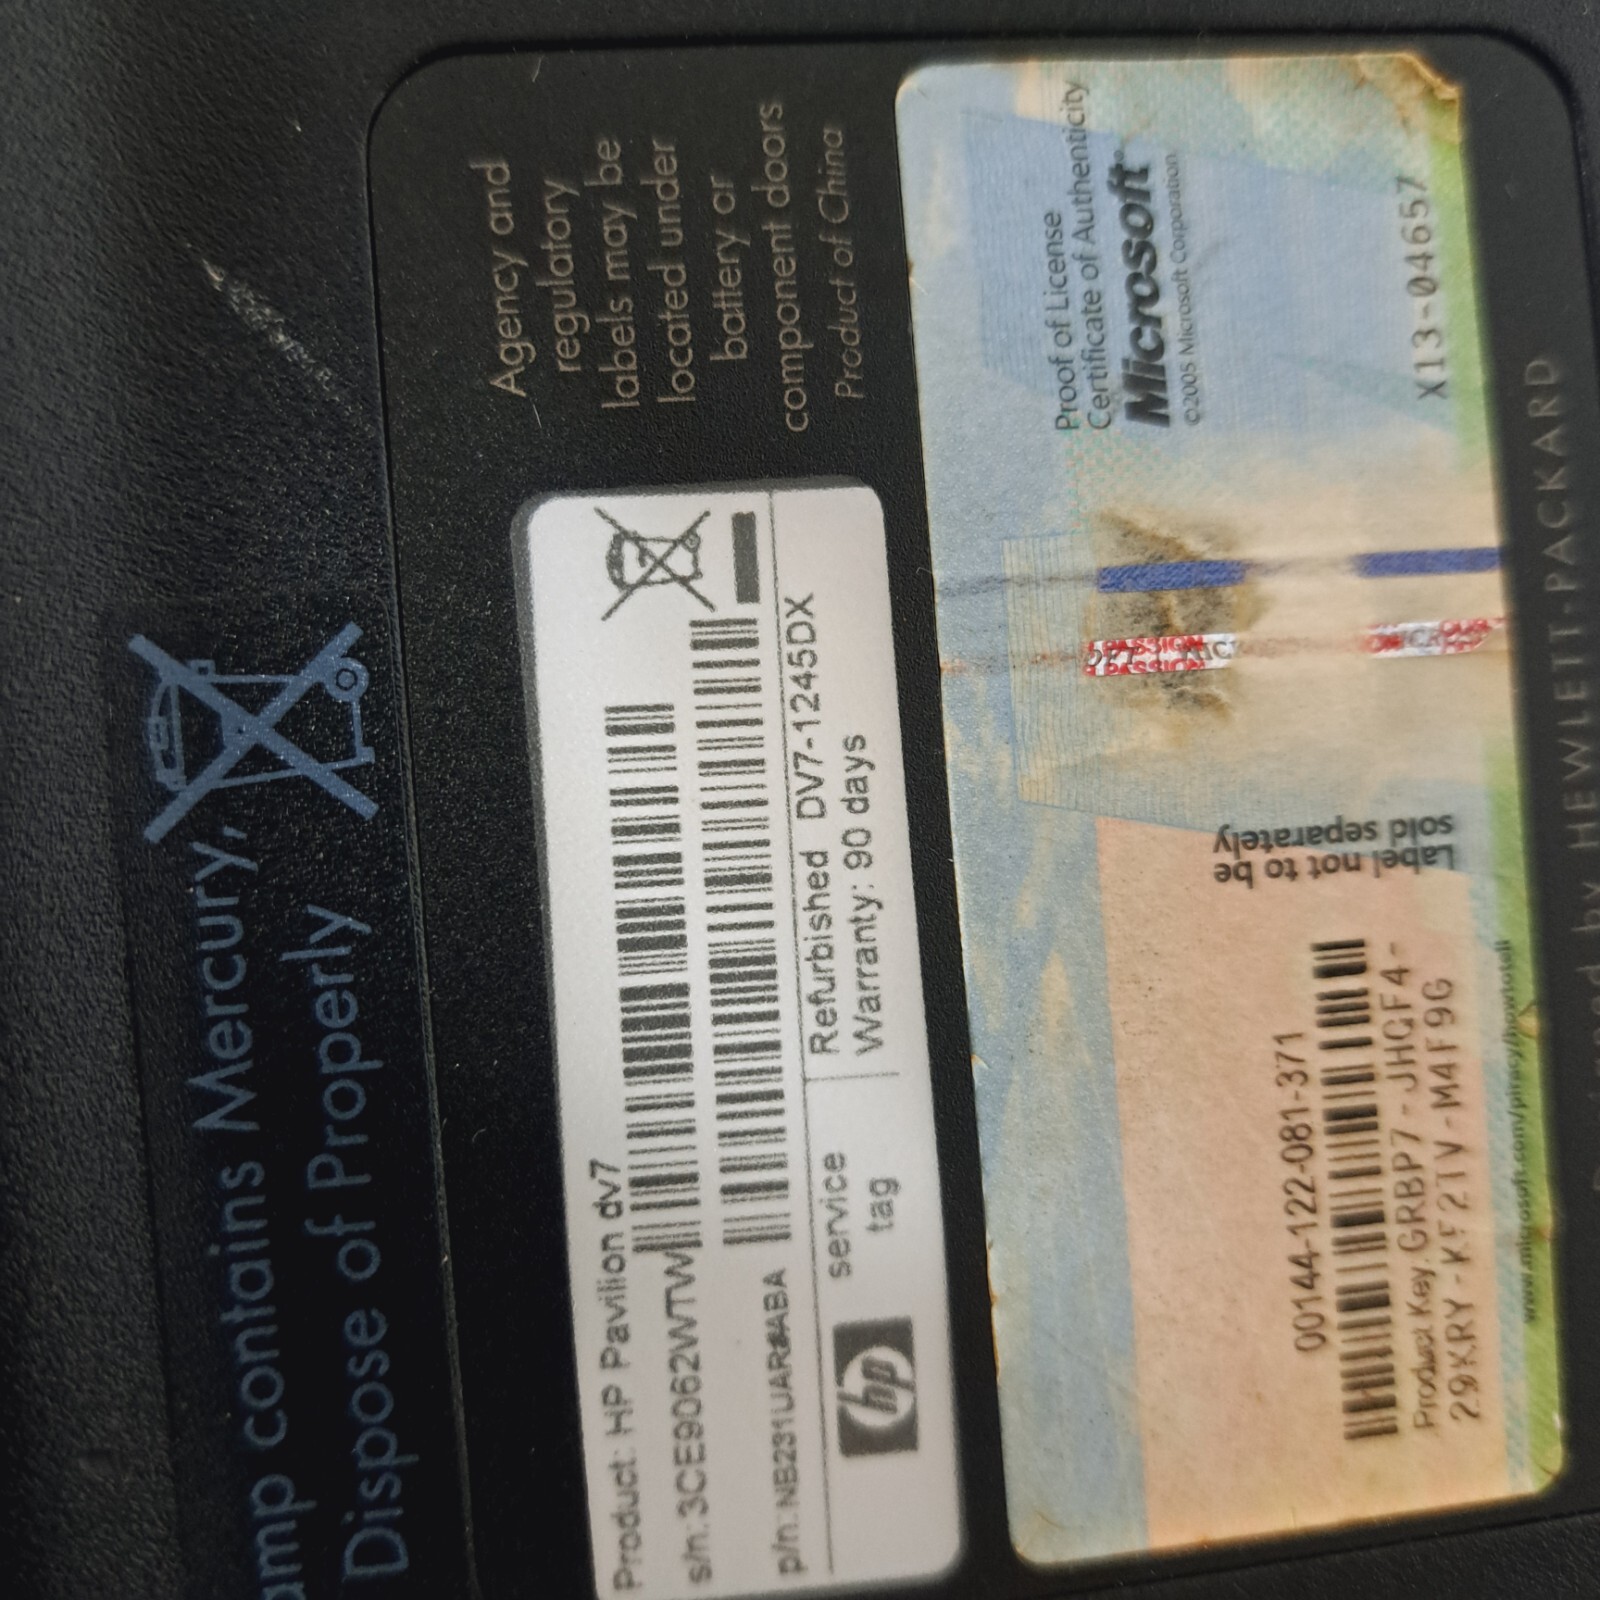 amp contains Mercury,
Dispose of Properly
Agency and
regulatory
labels may be
located under
battery or
component doors
Product of China
Product: HP Pavilion dv7
s/n: 3CE9062WTW
p/n: NB231UAR#ABA
hp
service
tag
Refurbished DV7-1245DX
Warranty: 90 days
Proof of License
Certificate of Authenticity
Microsoft®
©2005 Microsoft Corporation
X13-04657
Label not to be
sold separately
00144-122-081-371
Product Key: GRBP7-JHGF4-
29KRY-KF2TV-M4F9G
www.microsoft.com/piracy/howtotell
by HEWLETT-PACKARD